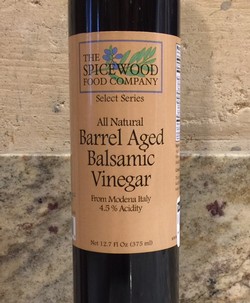 THE
SPICEWOOD
FOOD COMPANY
Select Series
All Natural
Barrel Aged
Balsamic
Vinegar
From Modena Italy
4.5 % Acidity
Net 12.7 Fl Oz (375 ml)